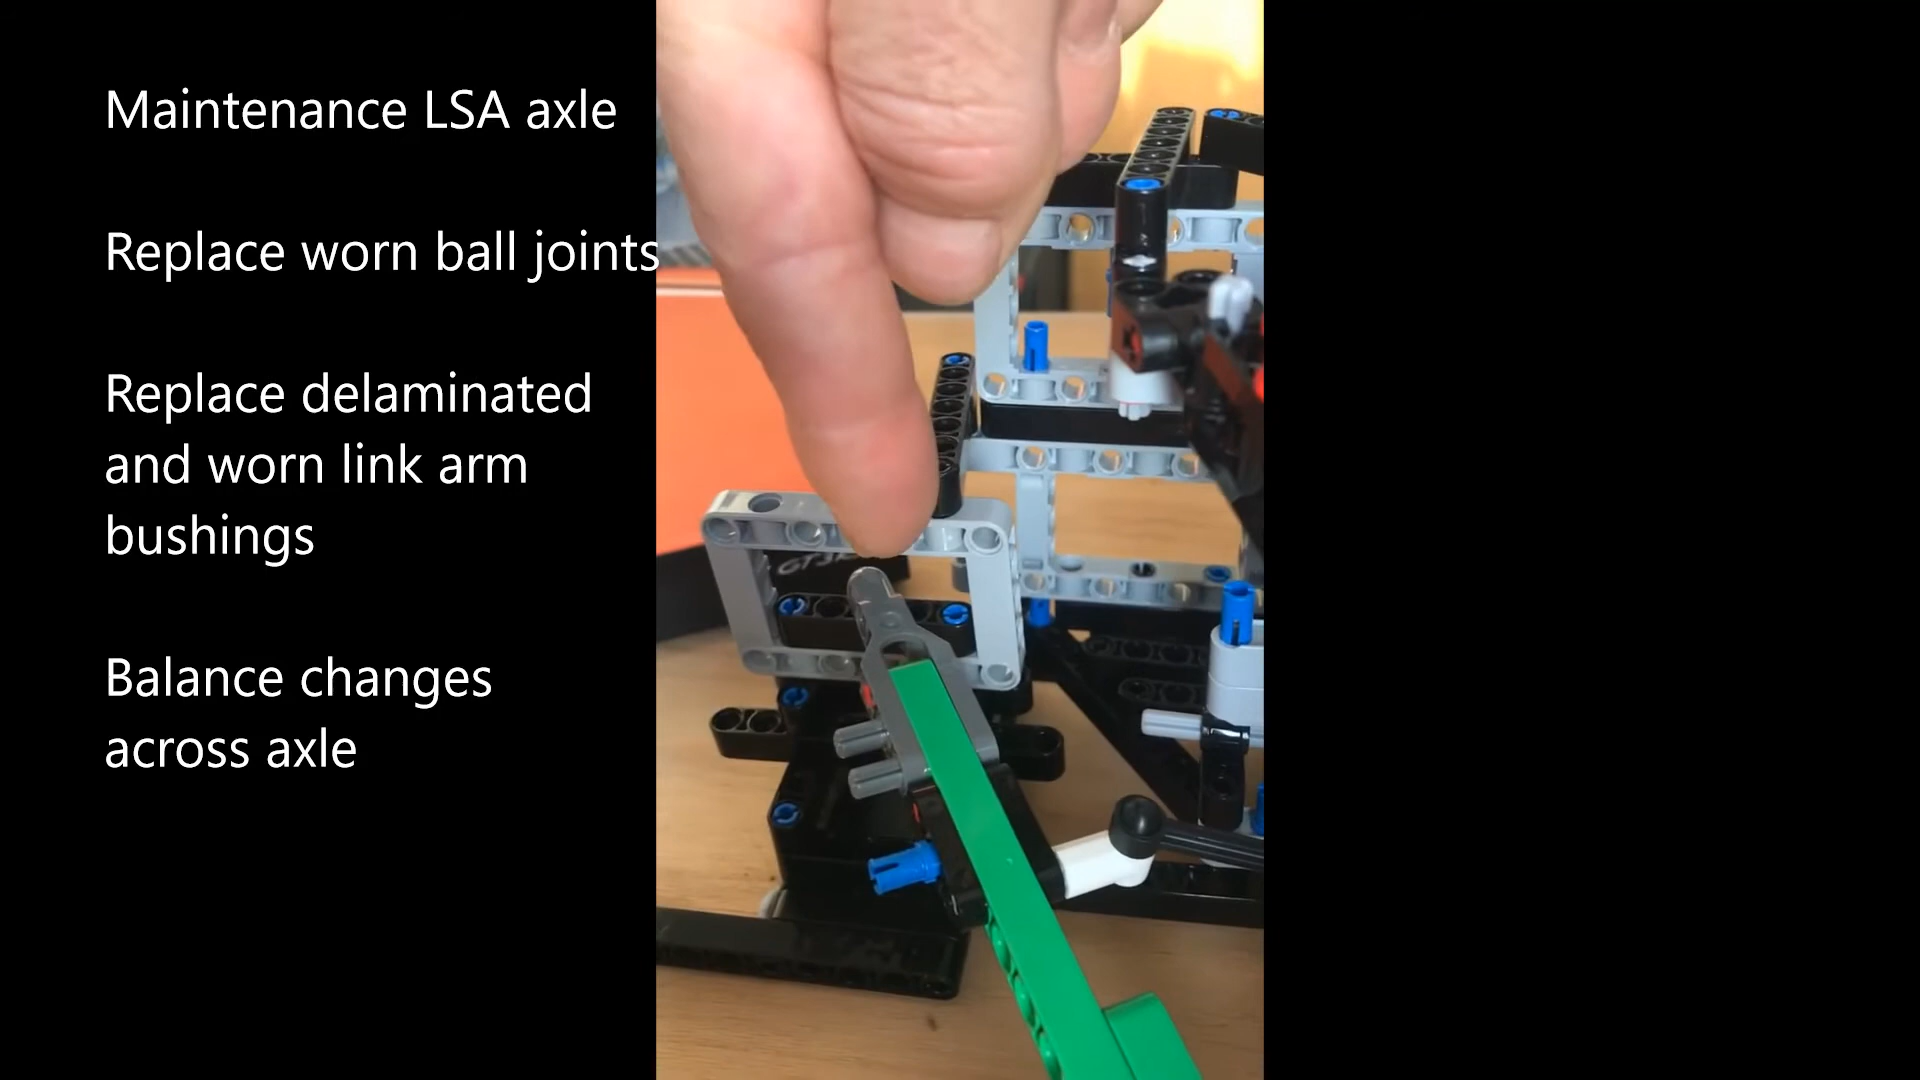 Maintenance LSA axle
Replace worn ball joints
Replace delaminated
and worn link arm
bushings
Balance changes
across axle